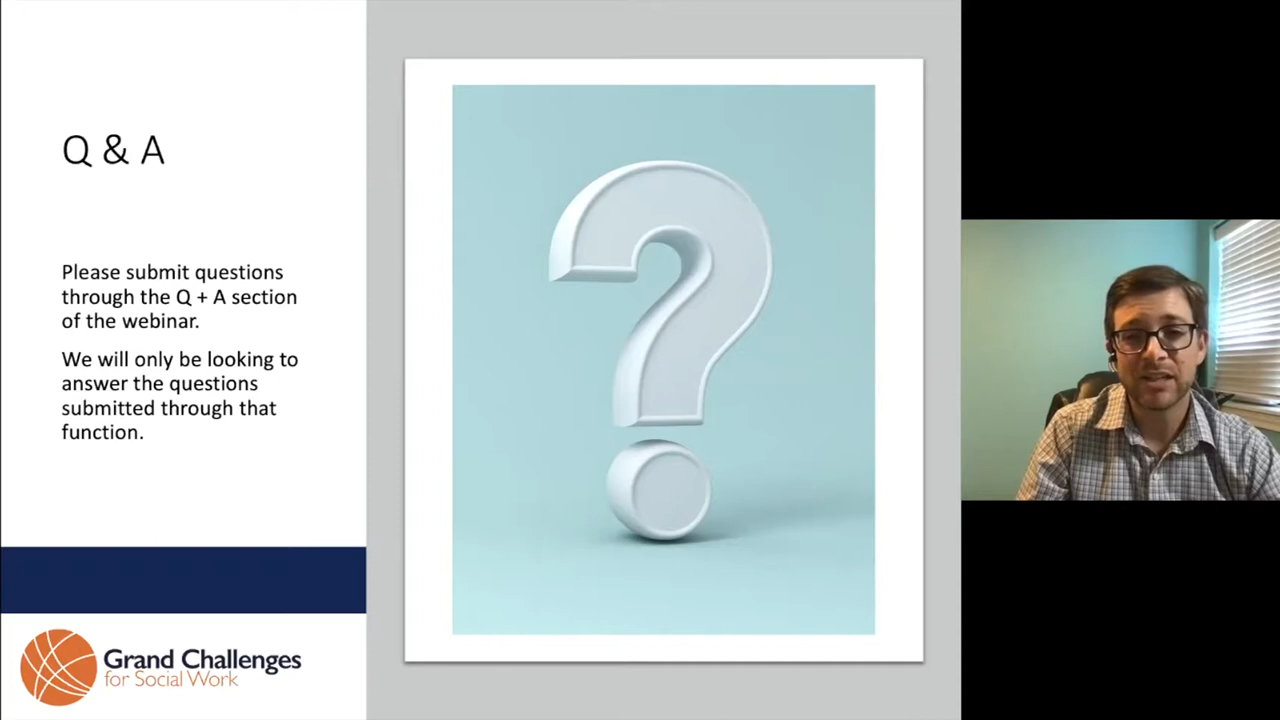 Q & A
Please submit questions
through the Q + A section
of the webinar.
We will only be looking to
answer the questions
submitted through that
function.
Grand Challenges
for Social Work